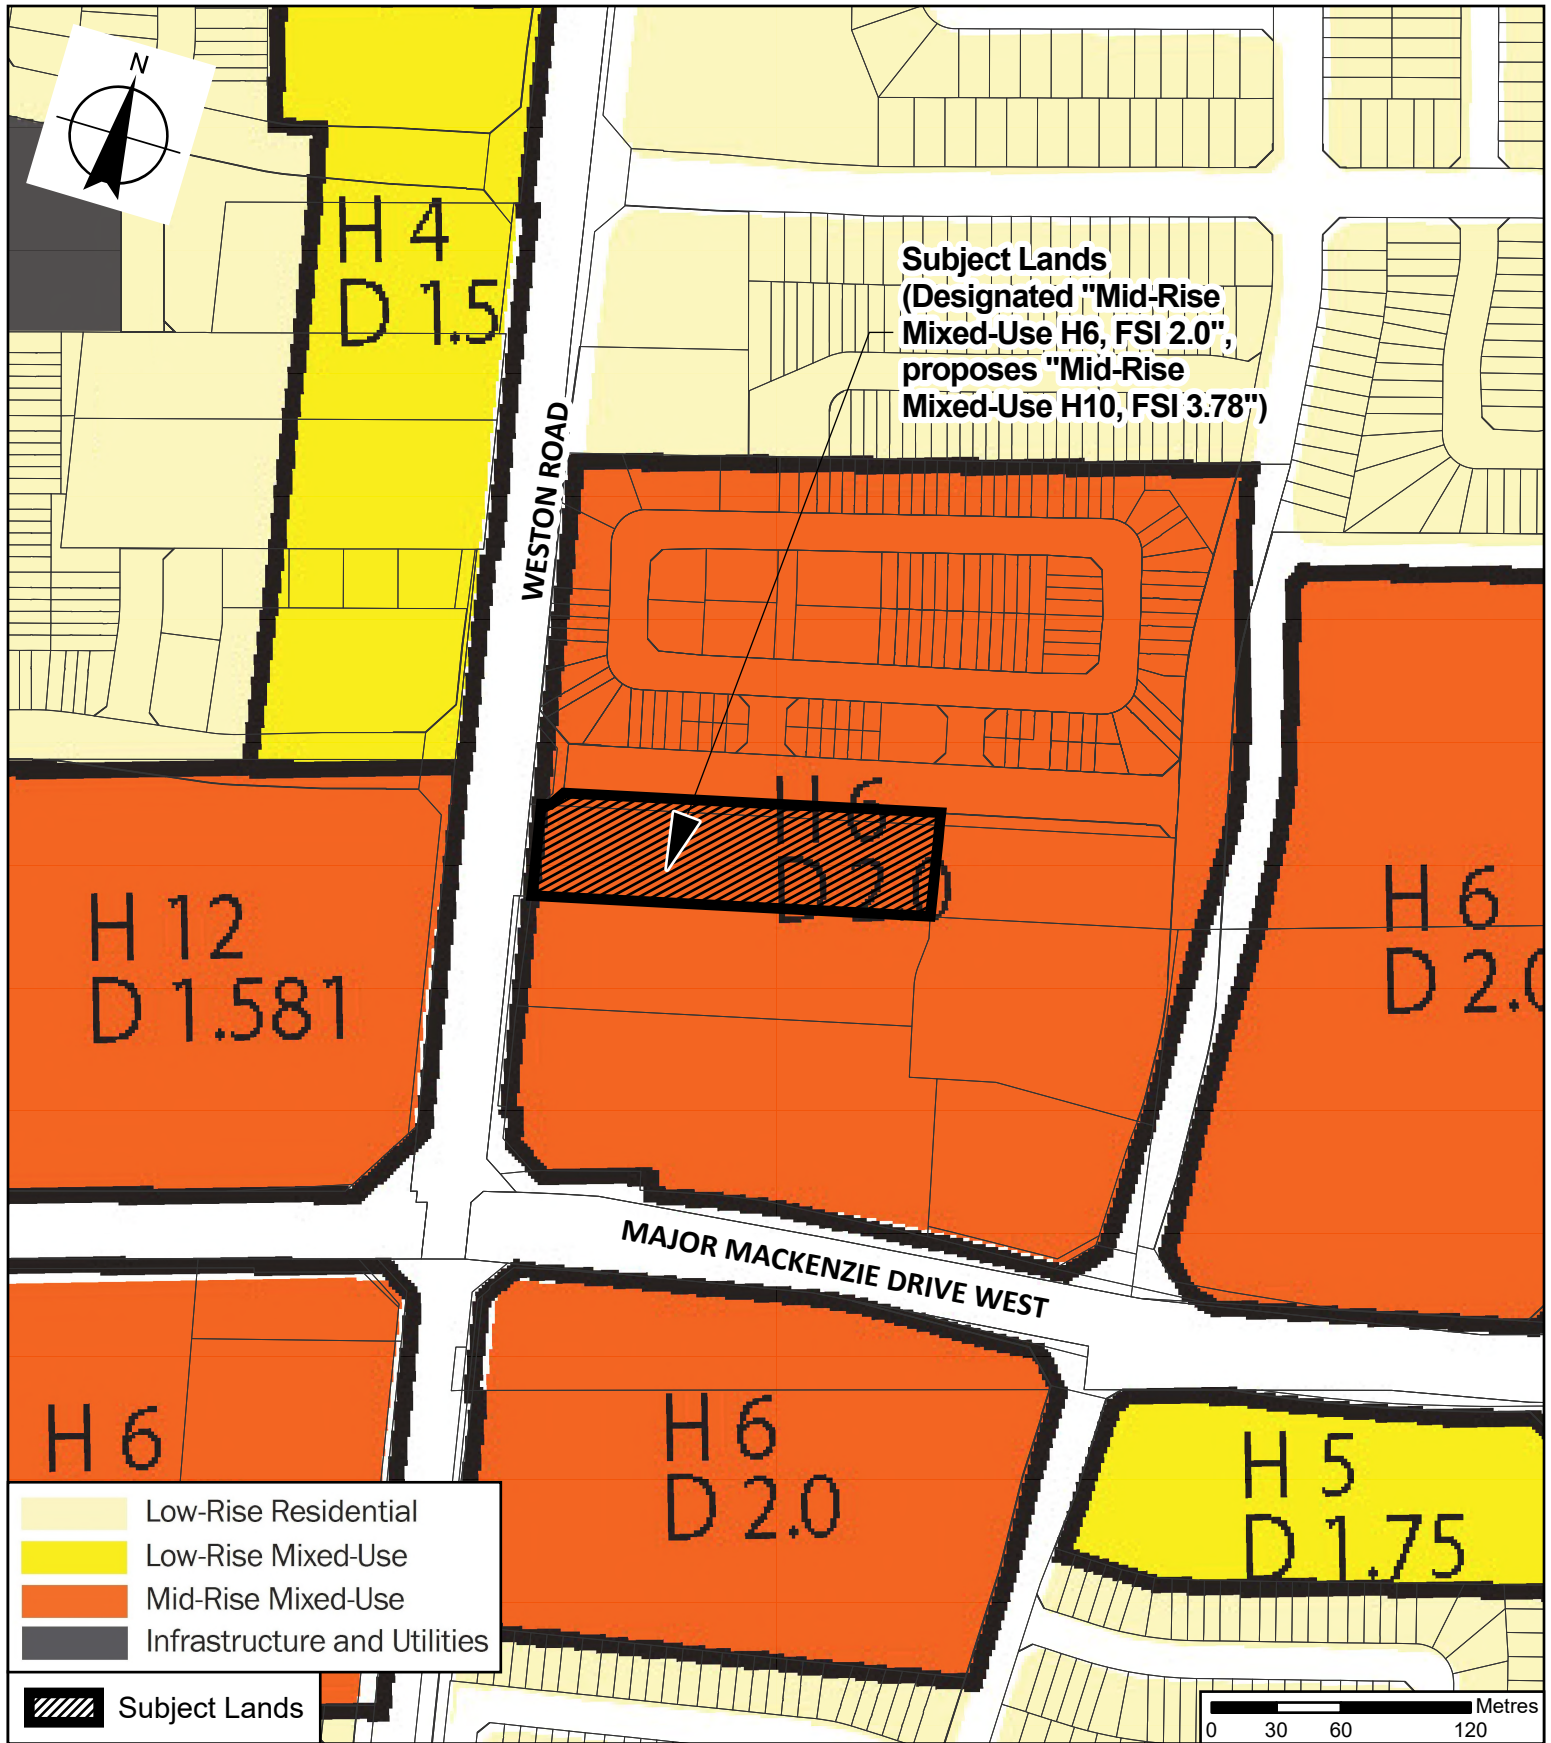 N
H 4
D 1.5
Subject Lands
(Designated "Mid-Rise
Mixed-Use H6, FSI 2.0",
proposes "Mid-Rise
Mixed-Use H10, FSI 3.78")
WESTON ROAD
H 6
D 2.0
H 12
D 1.581
H 6
D 2.0
MAJOR MACKENZIE DRIVE WEST
H 6
H 6
D 2.0
H 5
D 1.75
Low-Rise Residential
Low-Rise Mixed-Use
Mid-Rise Mixed-Use
Infrastructure and Utilities
Subject Lands
Metres
0 30 60 120